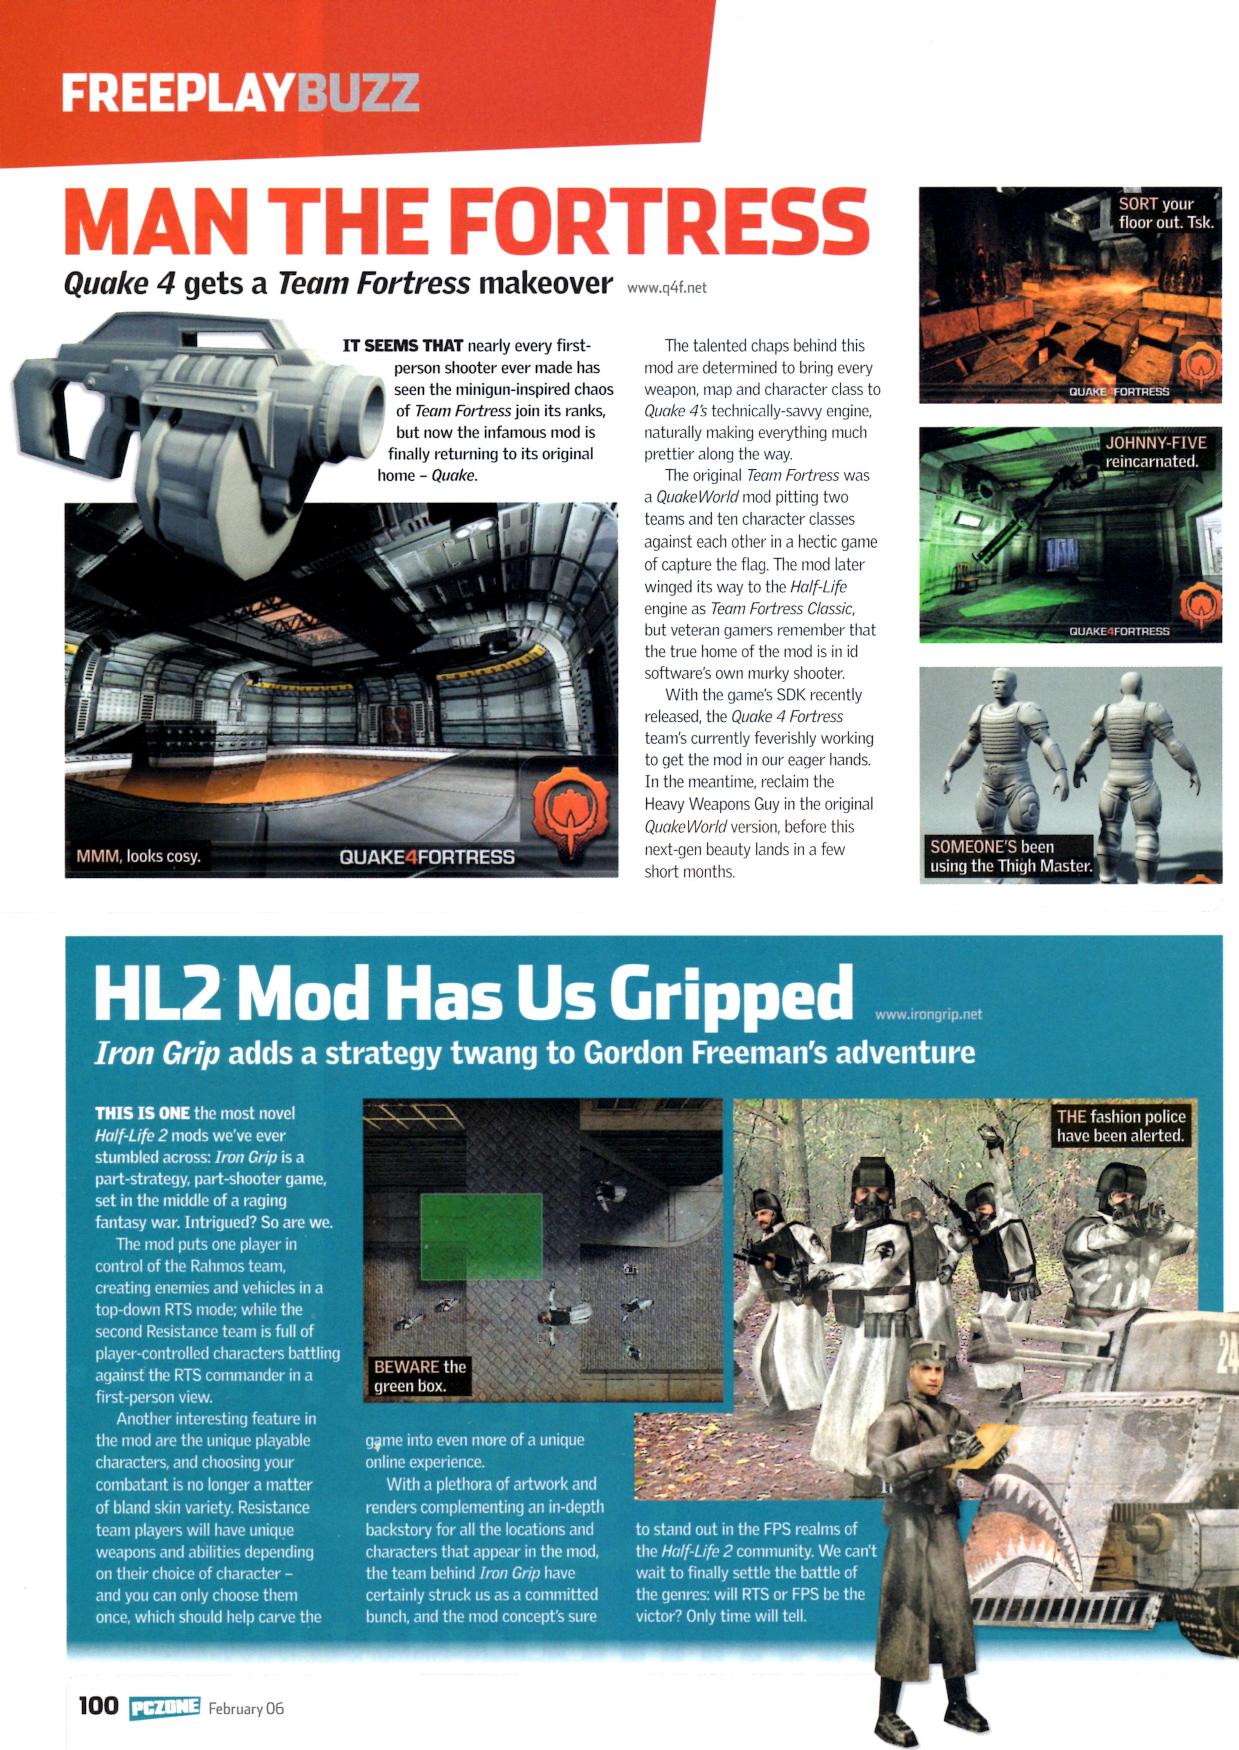 FREEPLAYBUZZ
MAN THE FORTRESS
Quake 4 gets a Team Fortress makeover www.q4f.net
IT SEEMS THAT nearly every first-
person shooter ever made has
seen the minigun-inspired chaos
of Team Fortress join its ranks,
but now the infamous mod is
finally returning to its original
home – Quake.
MMM, looks cosy.
QUAKE4FORTRESS
The talented chaps behind this
mod are determined to bring every
weapon, map and character class to
Quake 4's technically-savvy engine,
naturally making everything much
prettier along the way.
The original Team Fortress was
a QuakeWorld mod pitting two
teams and ten character classes
against each other in a hectic game
of capture the flag. The mod later
winged its way to the Half-Life
engine as Team Fortress Classic,
but veteran gamers remember that
the true home of the mod is in id
software's own murky shooter.
With the game's SDK recently
released, the Quake 4 Fortress
team's currently feverishly working
to get the mod in our eager hands.
In the meantime, reclaim the
Heavy Weapons Guy in the original
QuakeWorld version, before this
next-gen beauty lands in a few
short months.
SORT your
floor out. Tsk.
QUAKE4FORTRESS
JOHNNY-FIVE
reincarnated.
QUAKE4FORTRESS
SOMEONE'S been
using the Thigh Master.
HL2 Mod Has Us Gripped www.irongrip.net
Iron Grip adds a strategy twang to Gordon Freeman's adventure
THIS IS ONE the most novel
Half-Life 2 mods we've ever
stumbled across: Iron Grip is a
part-strategy, part-shooter game,
set in the middle of a raging
fantasy war. Intrigued? So are we.
The mod puts one player in
control of the Rahmos team,
creating enemies and vehicles in a
top-down RTS mode; while the
second Resistance team is full of
player-controlled characters battling
against the RTS commander in a
first-person view.
Another interesting feature in
the mod are the unique playable
characters, and choosing your
combatant is no longer a matter
of bland skin variety. Resistance
team players will have unique
weapons and abilities depending
on their choice of character –
and you can only choose them
once, which should help carve the
BEWARE the
green box.
game into even more of a unique
online experience.
With a plethora of artwork and
renders complementing an in-depth
backstory for all the locations and
characters that appear in the mod,
the team behind Iron Grip have
certainly struck us as a committed
bunch, and the mod concept's sure
THE fashion police
have been alerted.
24
to stand out in the FPS realms of
the Half-Life 2 community. We can't
wait to finally settle the battle of
the genres: will RTS or FPS be the
victor? Only time will tell.
100 PCZONE February 06